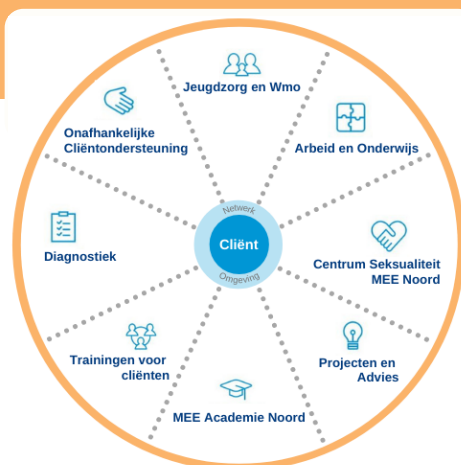 Jeugdzorg en Wmo
Arbeid en Onderwijs
Centrum Seksualiteit
MEE Noord
Projecten en
Advies
MEE Academie Noord
Trainingen voor
cliënten
Diagnostiek
Onafhankelijke
Cliëntondersteuning
Netwerk
Cliënt
Omgeving